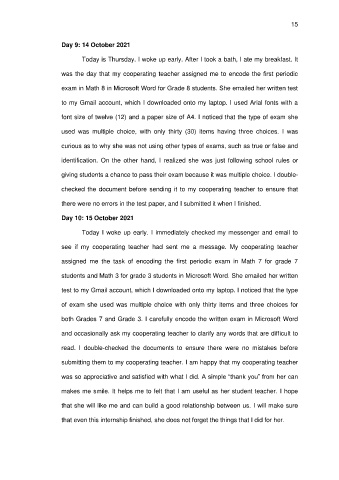 15
Day 9: 14 October 2021
Today is Thursday. I woke up early. After I took a bath, I ate my breakfast. It
was the day that my cooperating teacher assigned me to encode the first periodic
exam in Math 8 in Microsoft Word for Grade 8 students. She emailed her written test
to my Gmail account, which I downloaded onto my laptop. I used Arial fonts with a
font size of twelve (12) and a paper size of A4. I noticed that the type of exam she
used was multiple choice, with only thirty (30) items having three choices. I was
curious as to why she was not using other types of exams, such as true or false and
identification. On the other hand, I realized she was just following school rules or
giving students a chance to pass their exam because it was multiple choice. I double-
checked the document before sending it to my cooperating teacher to ensure that
there were no errors in the test paper, and I submitted it when I finished.
Day 10: 15 October 2021
Today I woke up early. I immediately checked my messenger and email to
see if my cooperating teacher had sent me a message. My cooperating teacher
assigned me the task of encoding the first periodic exam in Math 7 for grade 7
students and Math 3 for grade 3 students in Microsoft Word. She emailed her written
test to my Gmail account, which I downloaded onto my laptop. I noticed that the type
of exam she used was multiple choice with only thirty items and three choices for
both Grades 7 and Grade 3. I carefully encode the written exam in Microsoft Word
and occasionally ask my cooperating teacher to clarify any words that are difficult to
read. I double-checked the documents to ensure there were no mistakes before
submitting them to my cooperating teacher. I am happy that my cooperating teacher
was so appreciative and satisfied with what I did. A simple "thank you" from her can
makes me smile. It helps me to felt that I am useful as her student teacher. I hope
that she will like me and can build a good relationship between us. I will make sure
that even this internship finished, she does not forget the things that I did for her.